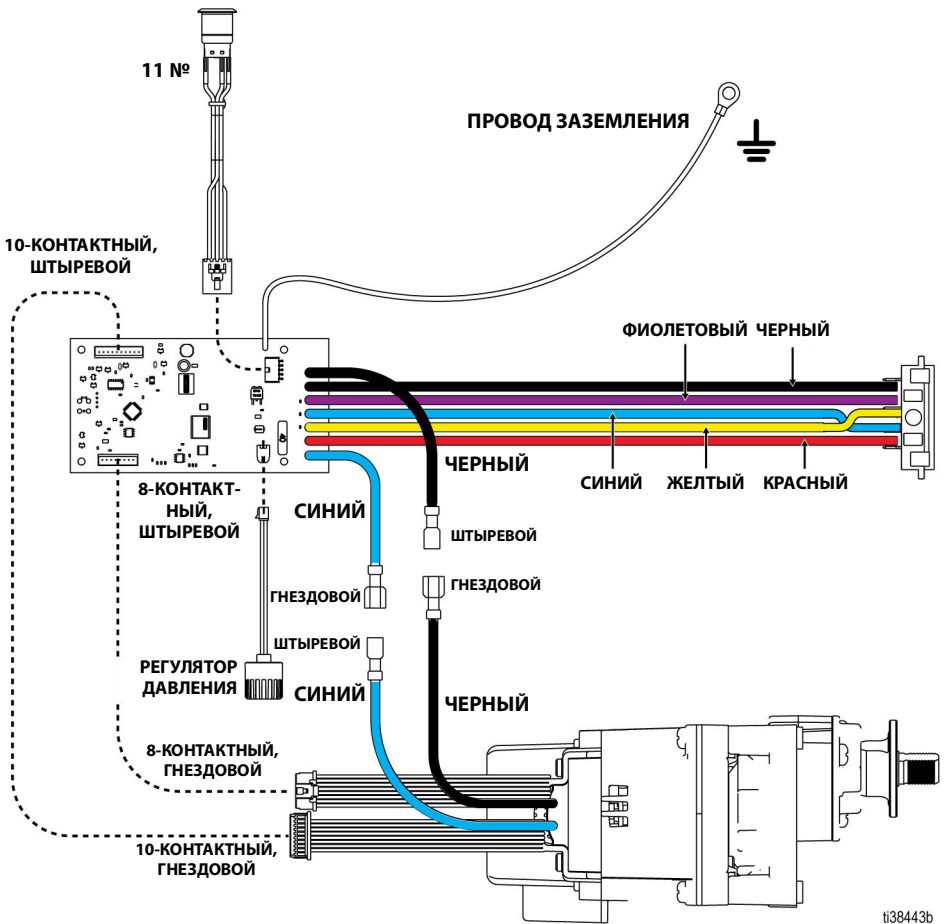 11 №
ПРОВОД ЗАЗЕМЛЕНИЯ
10-КОНТАКТНЫЙ,
ШТЫРЕВОЙ
ФИОЛЕТОВЫЙ ЧЕРНЫЙ
ЧЕРНЫЙ
СИНИЙ ЖЕЛТЫЙ КРАСНЫЙ
8-КОНТАКТ-
НЫЙ,
ШТЫРЕВОЙ
СИНИЙ
ШТЫРЕВОЙ
ГНЕЗДОВОЙ
ГНЕЗДОВОЙ
ШТЫРЕВОЙ
РЕГУЛЯТОР
ДАВЛЕНИЯ
СИНИЙ
ЧЕРНЫЙ
8-КОНТАКТНЫЙ,
ГНЕЗДОВОЙ
10-КОНТАКТНЫЙ,
ГНЕЗДОВОЙ
ti38443b